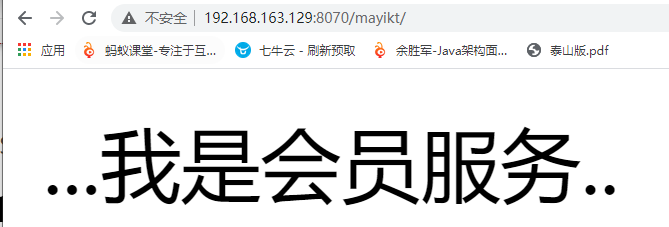 不安全 | 192.168.163.129:8070/mayikt/
应用 蚂蚁课堂-专注于互... 七牛云 - 刷新预取 余胜军-Java架构面... 泰山版.pdf
...我是会员服务..